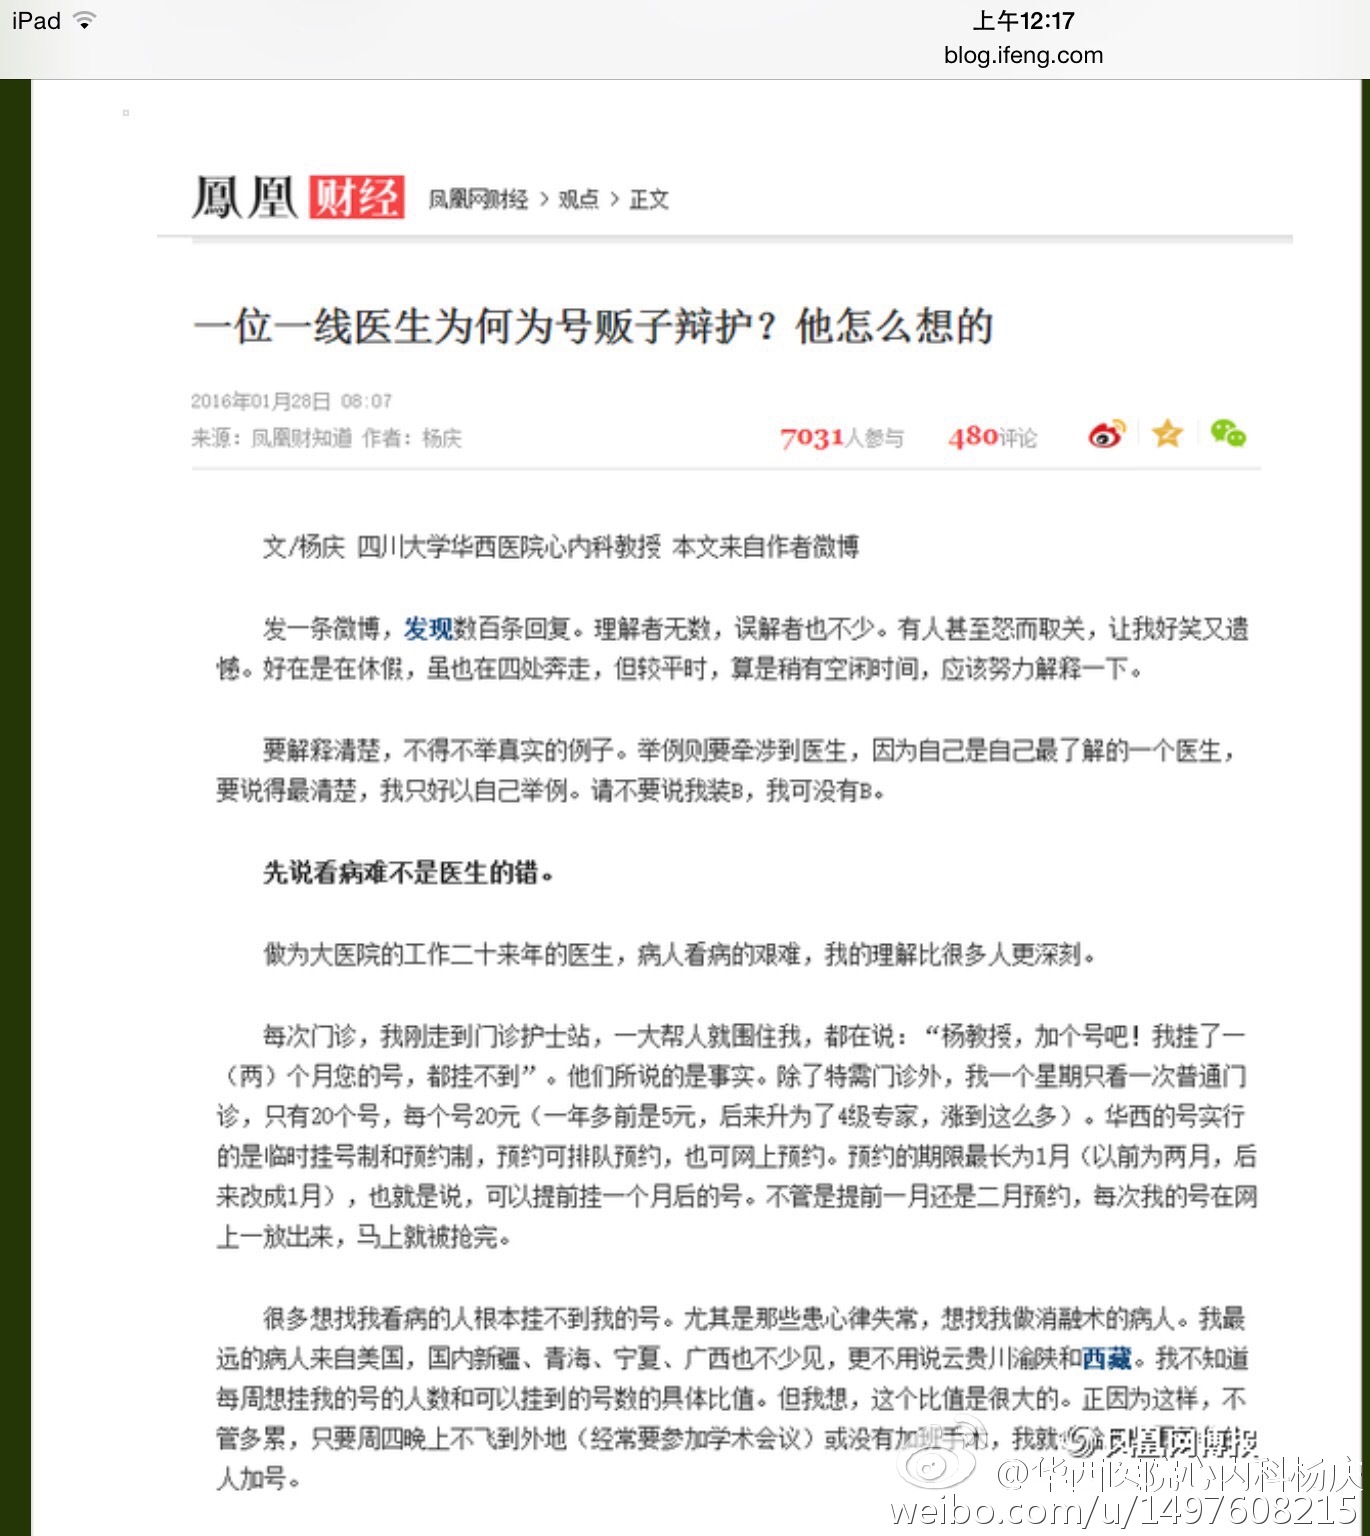 iPad
上午12:17
blog.ifeng.com
鳳凰 财经 凤凰网财经 > 观点 > 正文
一位一线医生为何为号贩子辩护？他怎么想的
2016年01月28日 08:07
来源：凤凰财知道 作者：杨庆
7031人参与 480评论
文/杨庆 四川大学华西医院心内科教授 本文来自作者微博
发一条微博，发现数百条回复。理解者无数，误解者也不少。有人甚至怒而取关，让我好笑又遗
憾。好在是在休假，虽也在四处奔走，但较平时，算是稍有空闲时间，应该努力解释一下。
要解释清楚，不得不举真实的例子。举例则要牵涉到医生，因为自己是自己最了解的一个医生，
要说得最清楚，我只好以自己举例。请不要说我装B，我可没有B。
先说看病难不是医生的错。
做为大医院的工作二十来年的医生，病人看病的艰难，我的理解比很多人更深刻。
每次门诊，我刚走到门诊护士站，一大帮人就围住我，都在说：“杨教授，加个号吧！我挂了一
（两）个月您的号，都挂不到”。他们所说的是事实。除了特需门诊外，我一个星期只看一次普通门
诊，只有20个号，每个号20元（一年多前是5元，后来升为了4级专家，涨到这么多）。华西的号实行
的是临时挂号制和预约制，预约可排队预约，也可网上预约。预约的期限最长为1月（以前为两月，后
来改成1月），也就是说，可以提前挂一个月后的号。不管是提前一月还是二月预约，每次我的号在网
上一放出来，马上就被抢完。
很多想找我看病的人根本挂不到我的号。尤其是那些患心律失常，想找我做消融术的病人。我最
远的病人来自美国，国内新疆、青海、宁夏、广西也不少见，更不用说云贵川渝陕和西藏。我不知道
每周想挂我的号的人数和可以挂到的号数的具体比值。但我想，这个比值是很大的。正因为这样，不
管多累，只要周四晚上不飞到外地（经常要参加学术会议）或没有加班手术，我就
人加号。
凤凰网博报
@华西医院心内科杨庆
weibo.com/u/1497608215